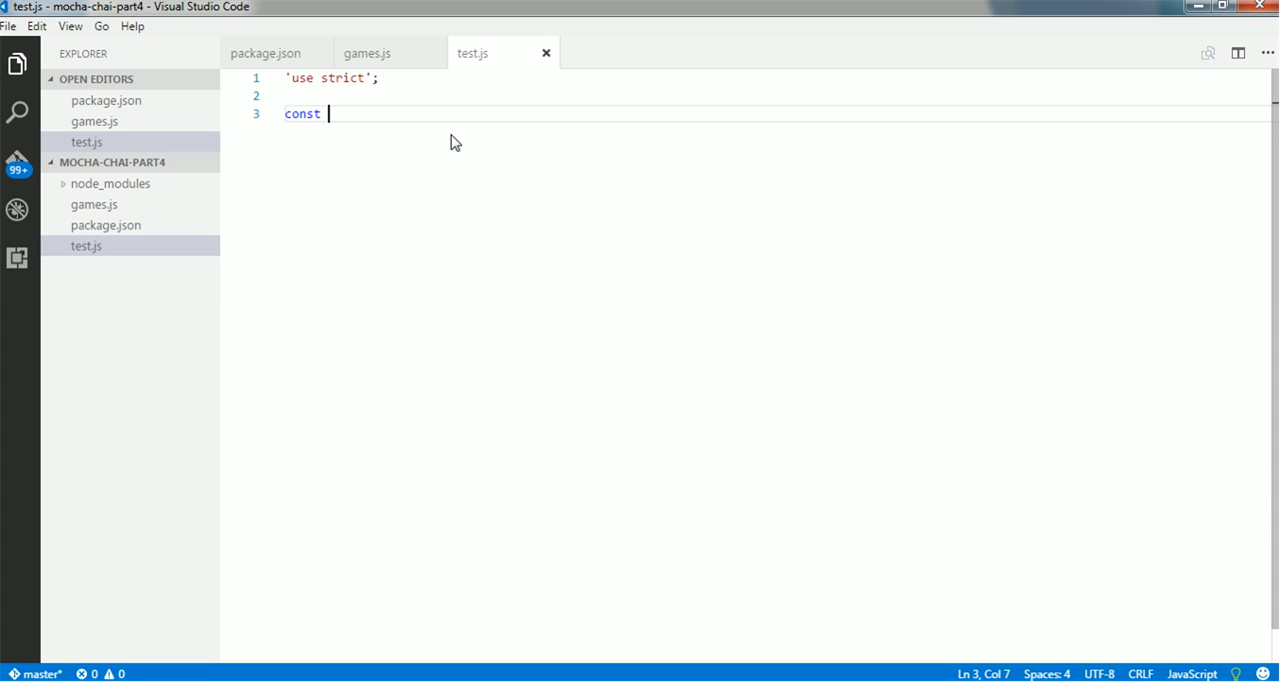 test.js - mocha-chai-part4 - Visual Studio Code
File Edit View Go Help
EXPLORER
package.json games.js test.js
OPEN EDITORS
package.json
games.js
test.js
MOCHA-CHAI-PART4
node_modules
games.js
package.json
test.js
99+
1 'use strict';
2
3 const
master* 0 0 Ln 3, Col 7 Spaces: 4 UTF-8 CRLF JavaScript